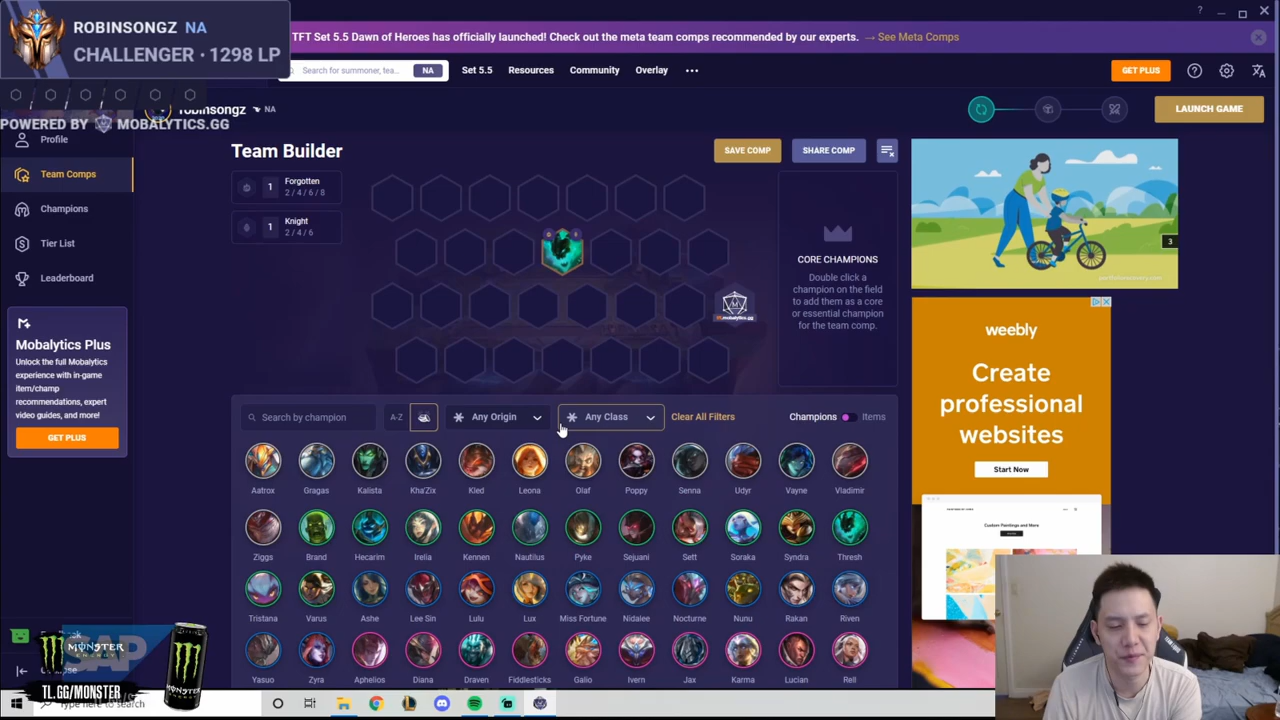 ROBINSONGZ NA
CHALLENGER · 1298 LP
POWERED BY MOBALYTICS.GG
TFT Set 5.5 Dawn of Heroes has officially launched! Check out the meta team comps recommended by our experts. → See Meta Comps
Search for summoner, tea...
NA
Set 5.5
Resources
Community
Overlay
GET PLUS
robinsongz
NA
LAUNCH GAME
Profile
Team Comps
Champions
Tier List
Leaderboard
Mobalytics Plus
Unlock the full Mobalytics
experience with in-game
item/champ
recommendations, expert
video guides, and more!
GET PLUS
Team Builder
SAVE COMP
SHARE COMP
1 Forgotten
2 / 4 / 6 / 8
1 Knight
2 / 4 / 6
CORE CHAMPIONS
Double click a
champion on the field
to add them as a core
or essential champion
for the team comp.
Search by champion
A-Z
Any Origin
Any Class
Clear All Filters
Champions
Items
Aatrox Gragas Kalista Kha'Zix Kled Leona Olaf Poppy Senna Udyr Vayne Vladimir
Ziggs Brand Hecarim Irelia Kennen Nautilus Pyke Sejuani Sett Soraka Syndra Thresh
Tristana Varus Ashe Lee Sin Lulu Lux Miss Fortune Nidalee Nocturne Nunu Rakan Riven
Yasuo Zyra Aphelios Diana Draven Fiddlesticks Galio Ivern Jax Karma Lucian Rell
3
weebly
Create
professional
websites
Start Now
MONSTER
ENERGY
TL.GG/MONSTER